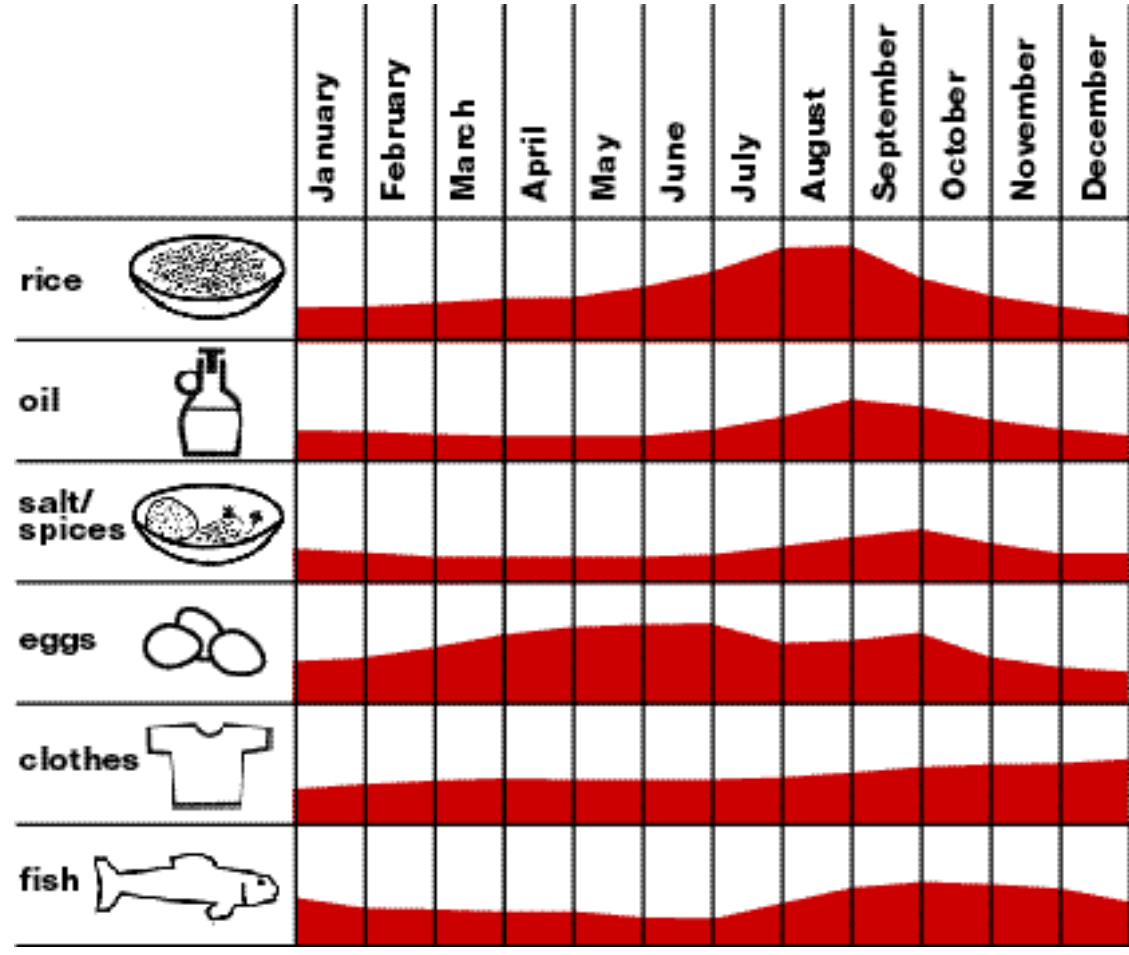 January
February
March
April
May
June
July
August
September
October
November
December
rice
oil
salt/
spices
eggs
clothes
fish